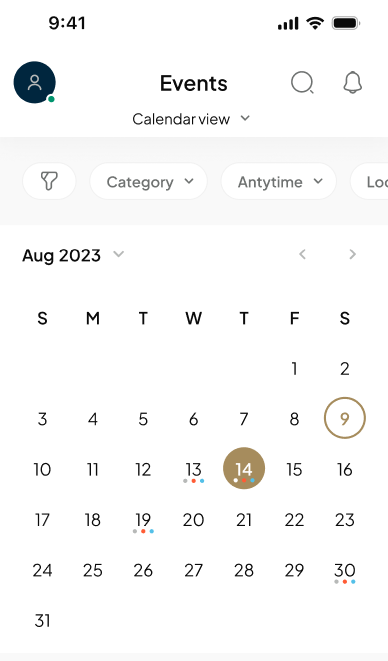 9:41
Events
Calendar view
Category Antytime Loc
Aug 2023
S M T W T F S
1 2
3 4 5 6 7 8 9
10 11 12 13 14 15 16
17 18 19 20 21 22 23
24 25 26 27 28 29 30
31